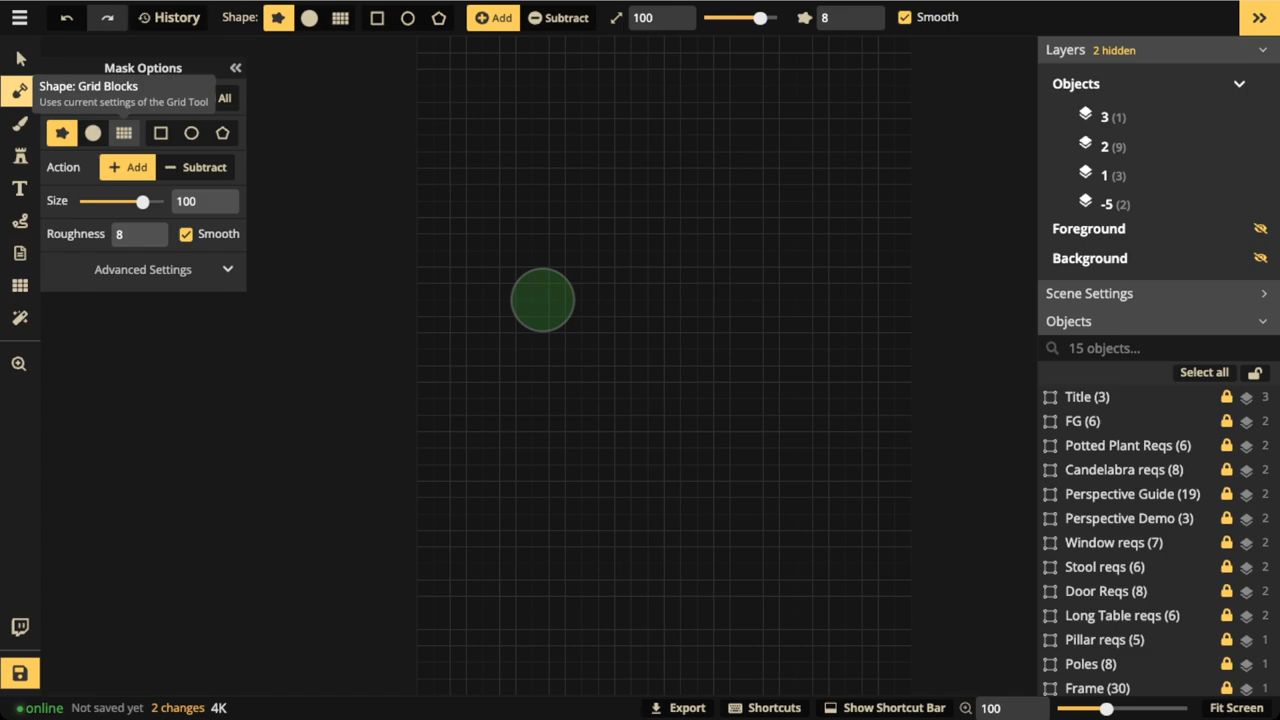 History Shape: Add Subtract 100 8 Smooth
Mask Options
Shape: Grid Blocks
Uses current settings of the Grid Tool
All
Action Add Subtract
Size 100
Roughness 8 Smooth
Advanced Settings
Layers 2 hidden
Objects
3 (1)
2 (9)
1 (3)
-5 (2)
Foreground
Background
Scene Settings
Objects
15 objects...
Select all
Title (3) 3
FG (6) 2
Potted Plant Reqs (6) 2
Candelabra reqs (8) 2
Perspective Guide (19) 2
Perspective Demo (3) 2
Window reqs (7) 2
Stool reqs (6) 2
Door Reqs (8) 2
Long Table reqs (6) 2
Pillar reqs (5) 1
Poles (8) 1
Frame (30) 1
online Not saved yet 2 changes 4K Export Shortcuts Show Shortcut Bar 100 Fit Screen